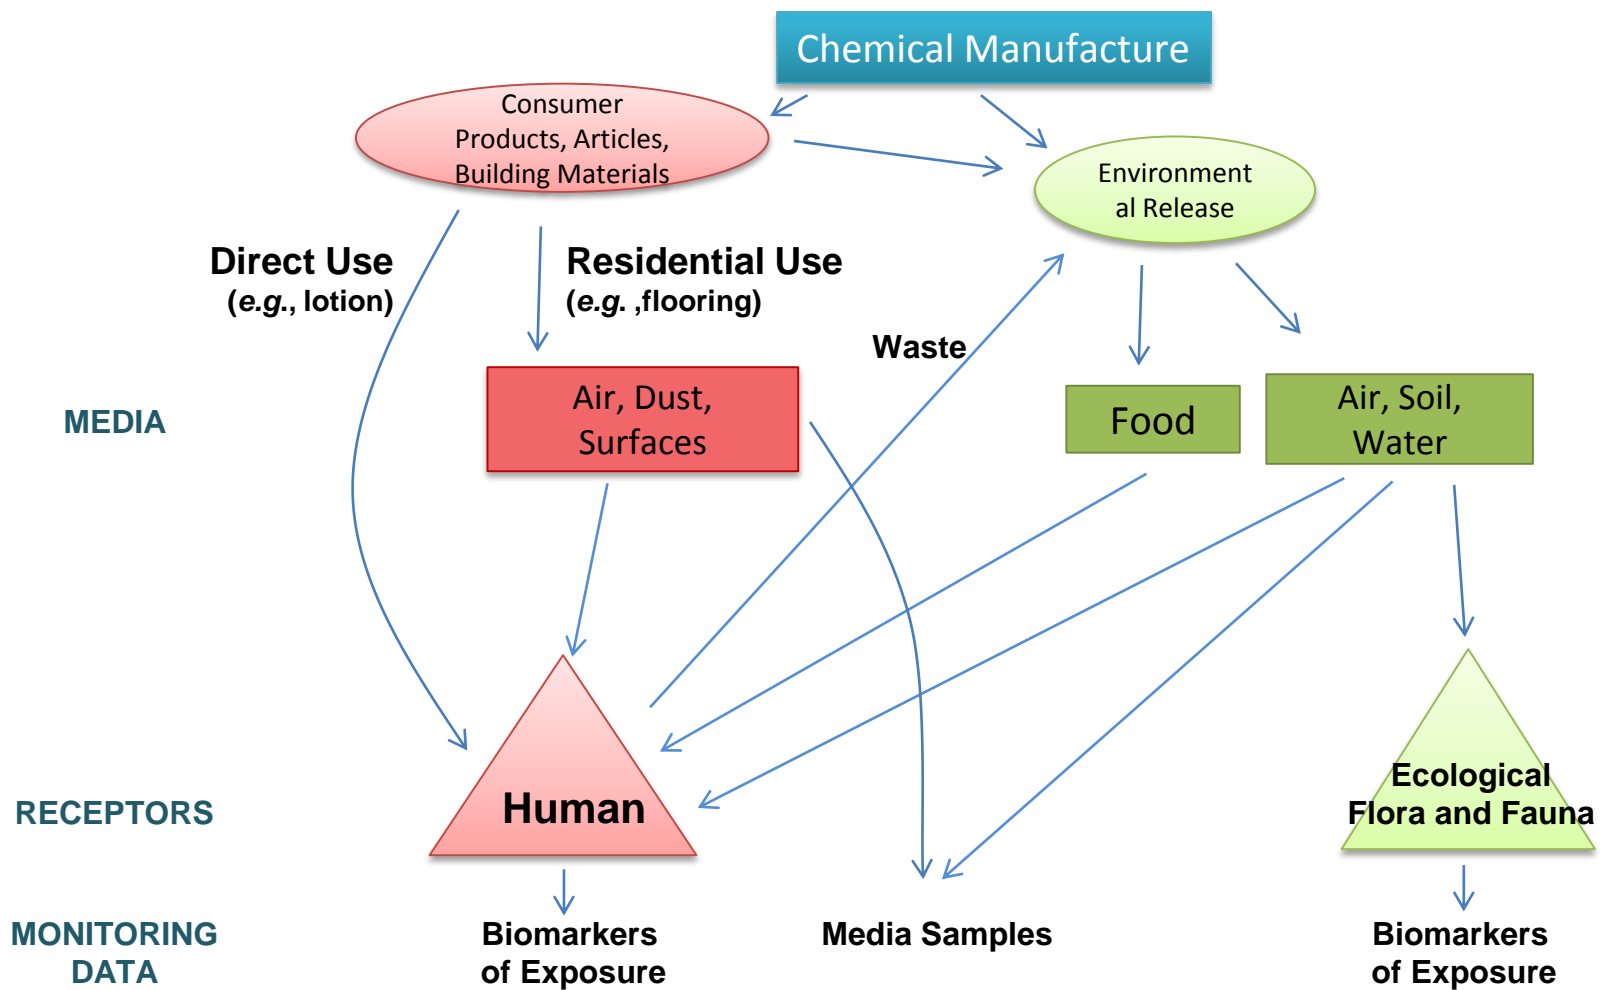 Chemical Manufacture
Consumer
Products, Articles,
Building Materials
Environment
al Release
Direct Use
(e.g., lotion)
Residential Use
(e.g. ,flooring)
Waste
MEDIA
Air, Dust,
Surfaces
Food
Air, Soil,
Water
RECEPTORS
Human
Ecological
Flora and Fauna
MONITORING
DATA
Biomarkers
of Exposure
Media Samples
Biomarkers
of Exposure